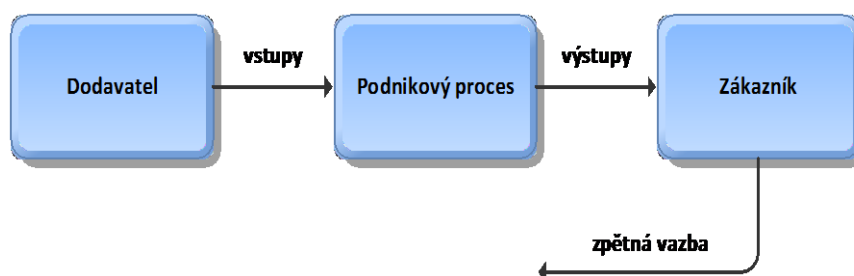 vstupy
výstupy
Dodavatel
Podnikový proces
Zákazník
zpětná vazba